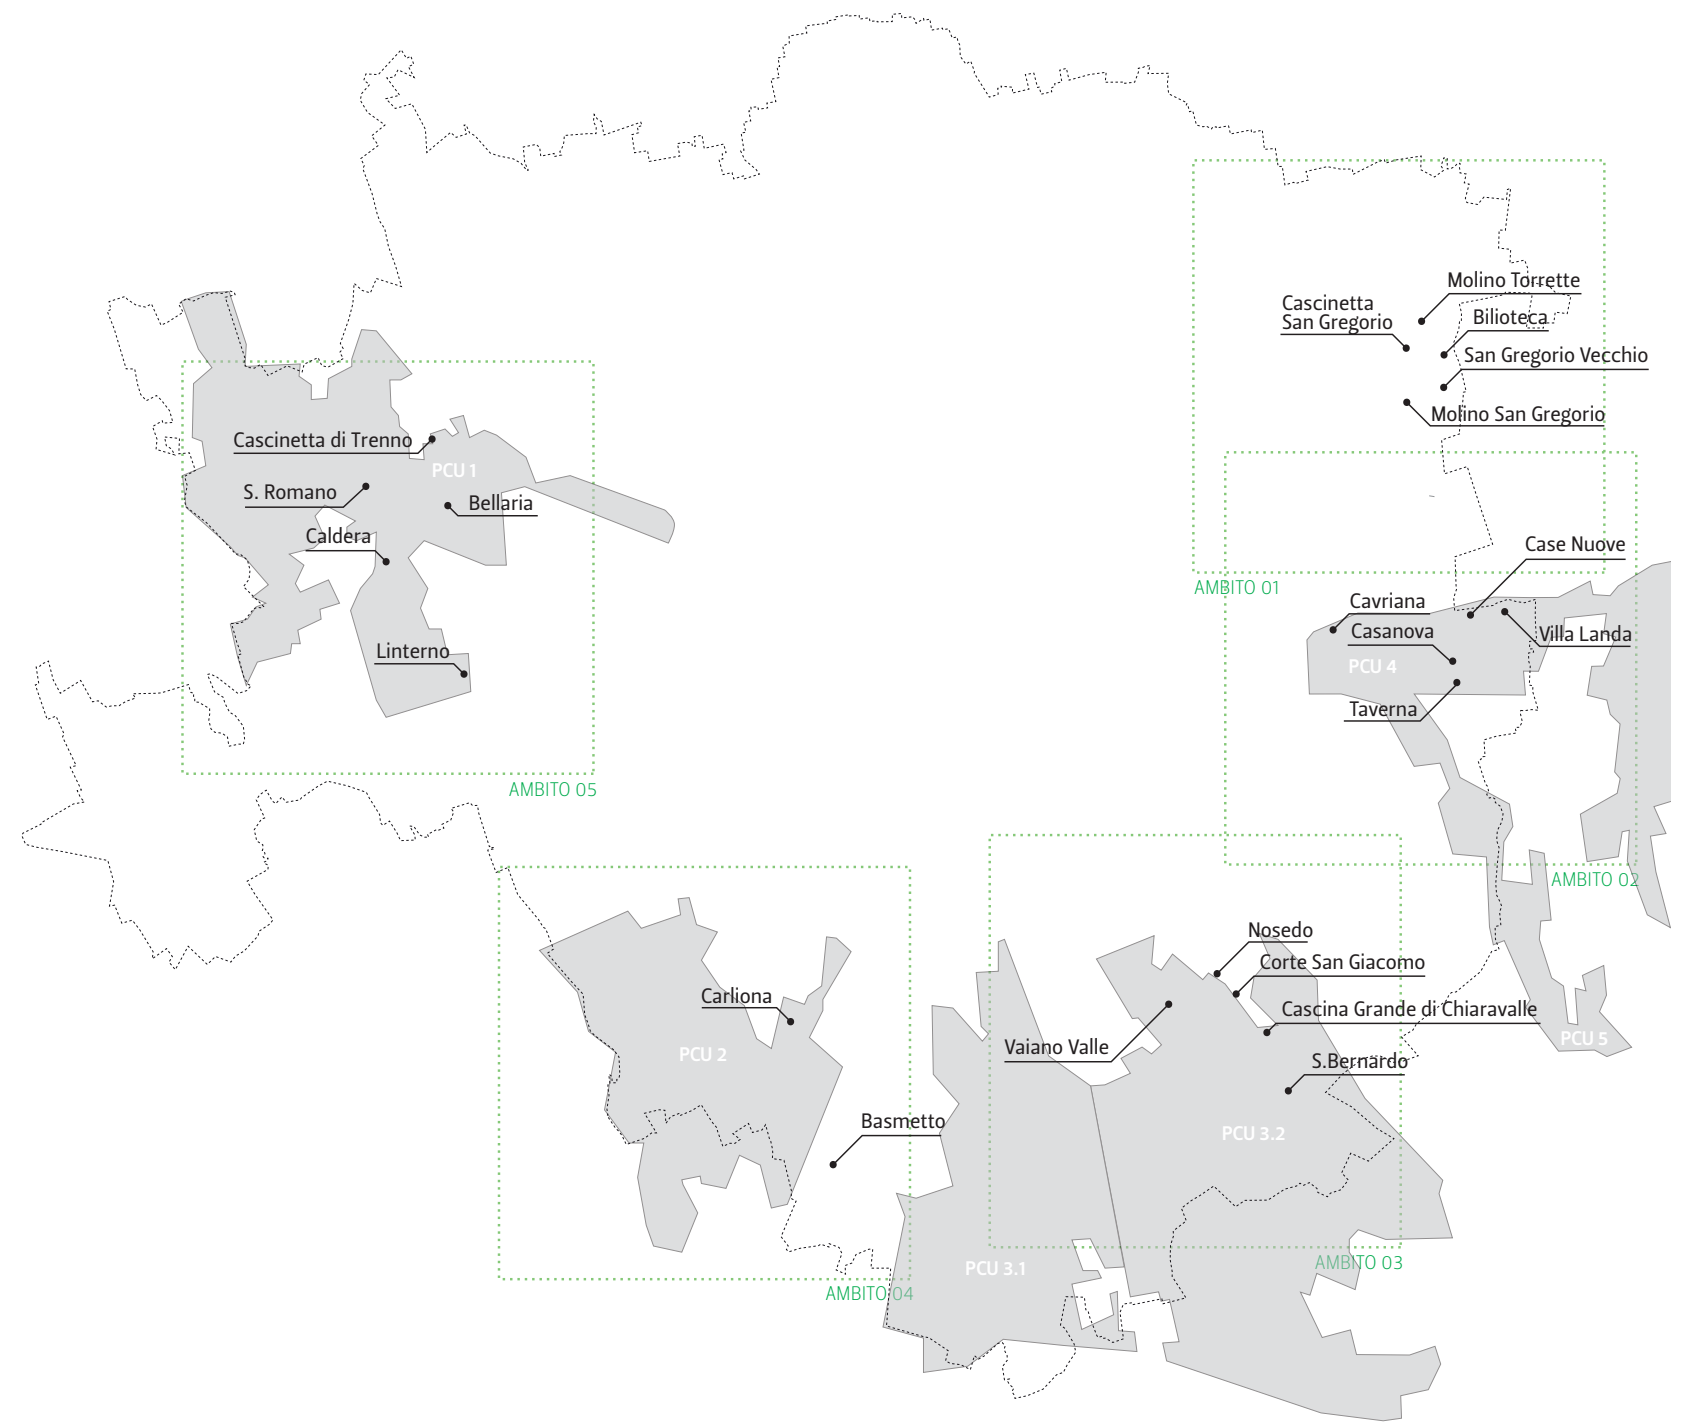 Molino Torrette
Cascinetta
San Gregorio
Bilioteca
San Gregorio Vecchio
Molino San Gregorio
Cascinetta di Trenno
PCU 1
S. Romano
Bellaria
Caldera
Case Nuove
AMBITO 01
Cavriana
Casanova
Villa Landa
Linterno
PCU 4
Taverna
AMBITO 05
AMBITO 02
Nosedo
Corte San Giacomo
Carliona
Cascina Grande di Chiaravalle
PCU 5
Vaiano Valle
PCU 2
S.Bernardo
Basmetto
PCU 3.2
PCU 3.1
AMBITO 03
AMBITO 04